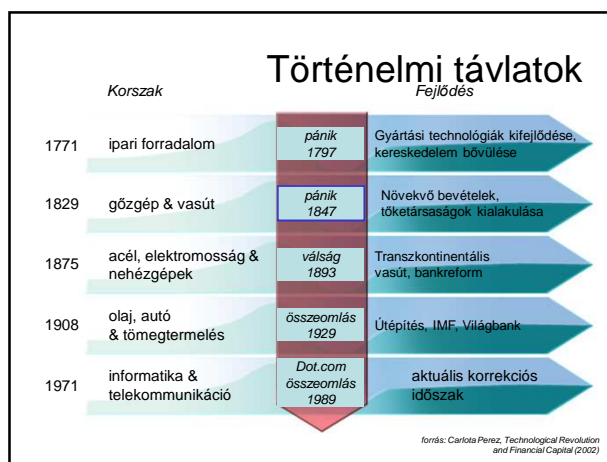 Történelmi távlatok
Korszak
Fejlődés
1771
ipari forradalom
pánik
1797
Gyártási technológiák kifejlődése,
kereskedelem bővülése
1829
gőzgép & vasút
pánik
1847
Növekvő bevételek,
tőketársaságok kialakulása
1875
acél, elektromosság &
nehézgépek
válság
1893
Transzkontinentális
vasút, bankreform
1908
olaj, autó
& tömegtermelés
összeomlás
1929
Útépítés, IMF, Világbank
1971
informatika &
telekommunikáció
Dot.com
összeomlás
1989
aktuális korrekciós
időszak
forrás: Carlota Perez, Technological Revolution
and Financial Capital (2002)